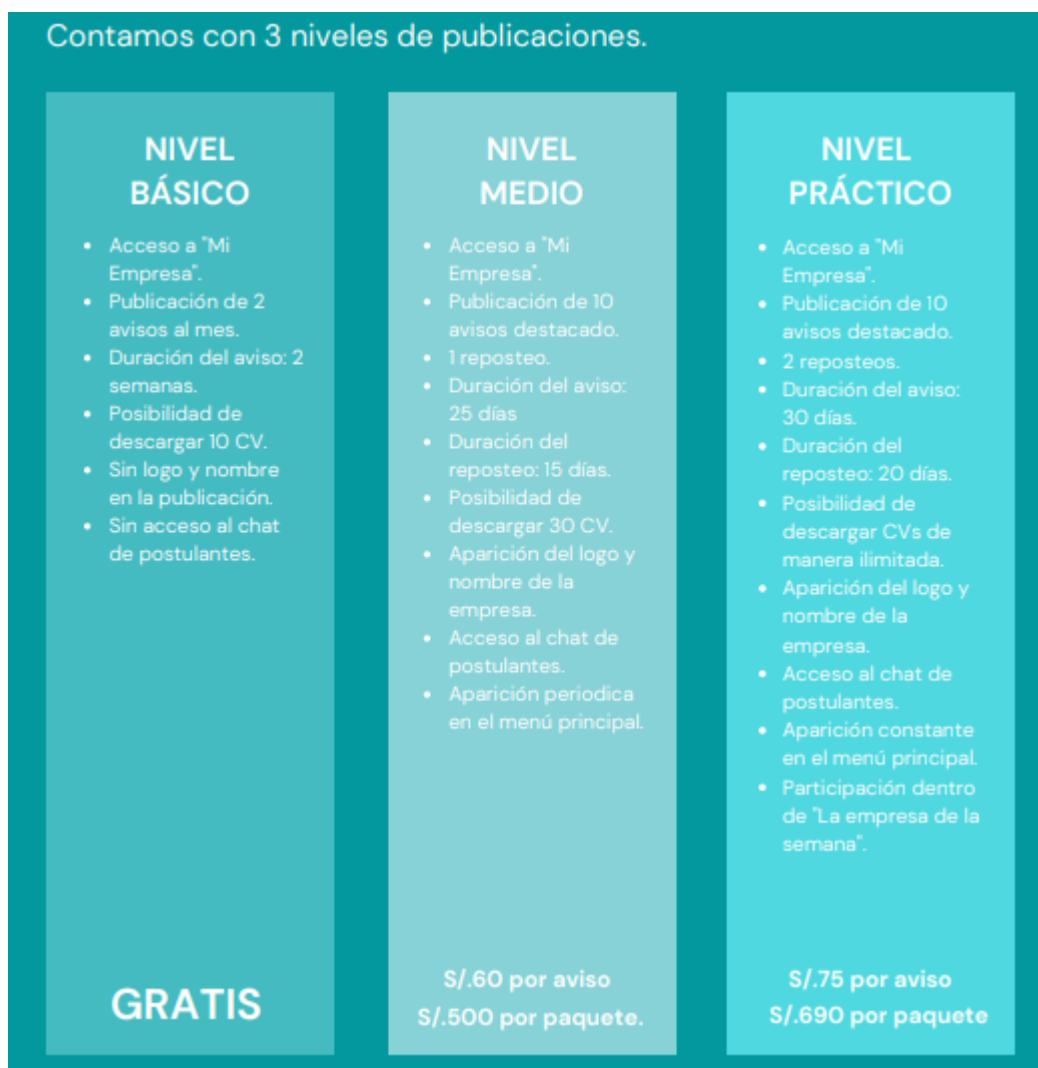 Contamos con 3 niveles de publicaciones.
NIVEL
BÁSICO
• Acceso a "Mi
Empresa".
• Publicación de 2
avisos al mes.
• Duración del aviso: 2
semanas.
• Posibilidad de
descargar 10 CV.
• Sin logo y nombre
en la publicación.
• Sin acceso al chat
de postulantes.
GRATIS
NIVEL
MEDIO
• Acceso a "Mi
Empresa".
• Publicación de 10
avisos destacado.
• 1 reposteo.
• Duración del aviso:
25 días
• Duración del
reposteo: 15 días.
• Posibilidad de
descargar 30 CV.
• Aparición del logo y
nombre de la
empresa.
• Acceso al chat de
postulantes.
• Aparición periodica
en el menú principal.
S/.60 por aviso
S/.500 por paquete.
NIVEL
PRÁCTICO
• Acceso a "Mi
Empresa".
• Publicación de 10
avisos destacado.
• 2 reposteos.
• Duración del aviso:
30 días.
• Duración del
reposteo: 20 días.
• Posibilidad de
descargar CVs de
manera ilimitada.
• Aparición del logo y
nombre de la
empresa.
• Acceso al chat de
postulantes.
• Aparición constante
en el menú principal.
• Participación dentro
de "La empresa de la
semana".
S/.75 por aviso
S/.690 por paquete